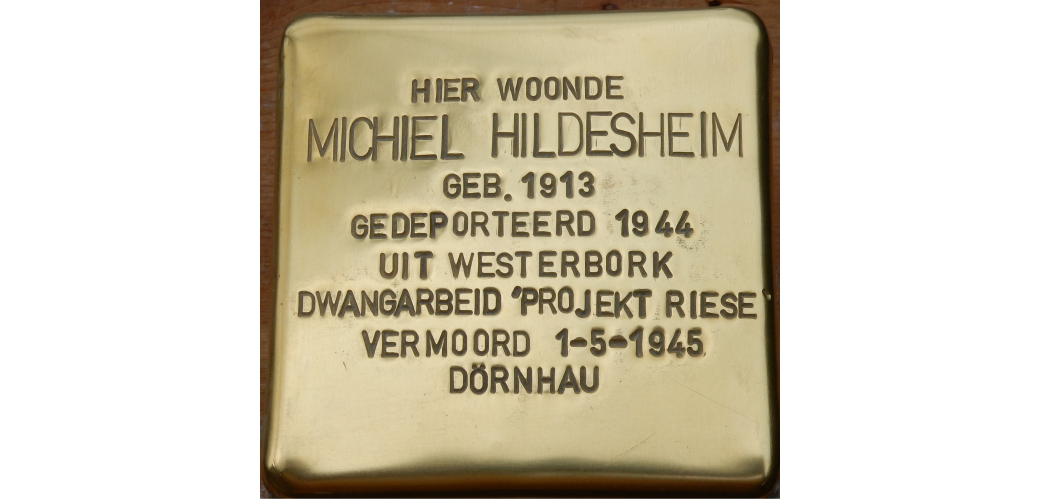 HIER WOONDE
MICHIEL HILDESHEIM
GEB. 1913
GEDEPORTEERD 1944
UIT WESTERBORK
DWANGARBEID 'PROJEKT RIESE'
VERMOORD 1-5-1945
DÖRNHAU